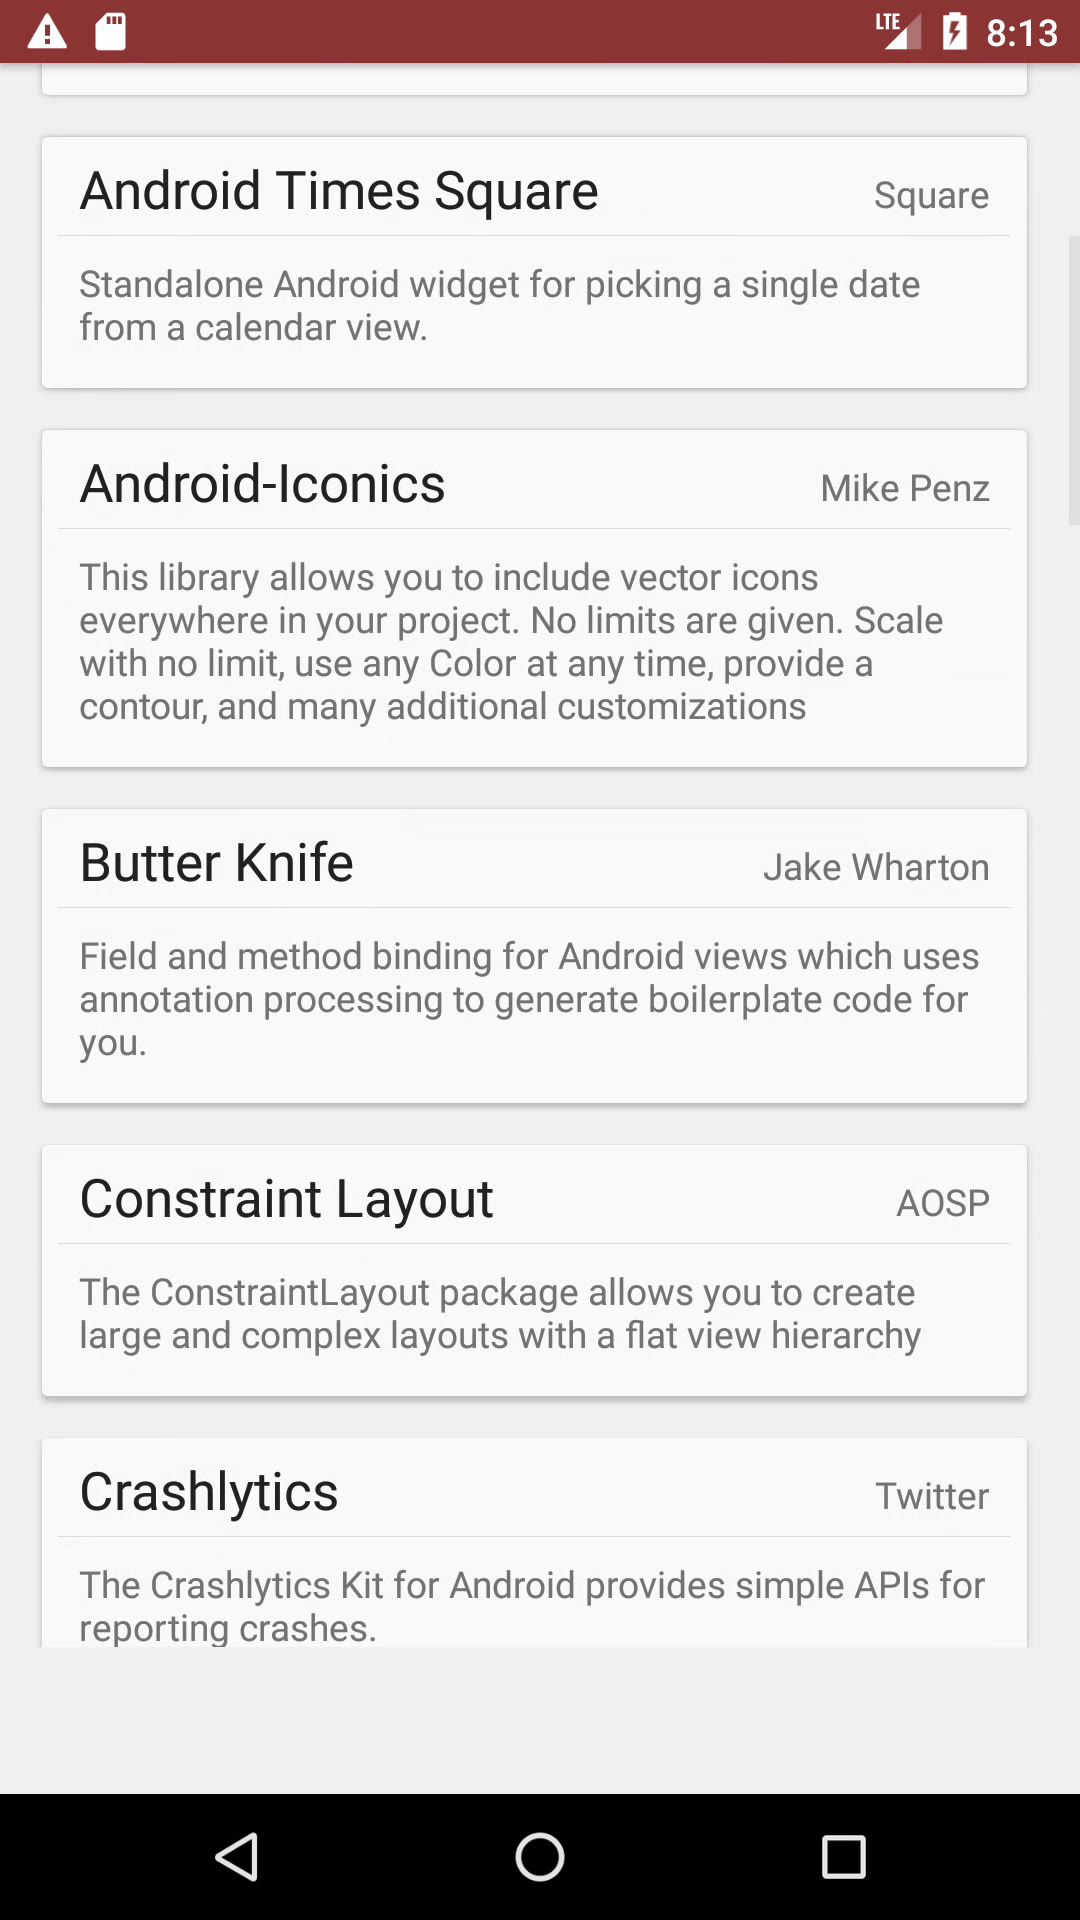 LTE 8:13
Android Times Square Square
Standalone Android widget for picking a single date
from a calendar view.
Android-Iconics Mike Penz
This library allows you to include vector icons
everywhere in your project. No limits are given. Scale
with no limit, use any Color at any time, provide a
contour, and many additional customizations
Butter Knife Jake Wharton
Field and method binding for Android views which uses
annotation processing to generate boilerplate code for
you.
Constraint Layout AOSP
The ConstraintLayout package allows you to create
large and complex layouts with a flat view hierarchy
Crashlytics Twitter
The Crashlytics Kit for Android provides simple APIs for
reporting crashes.